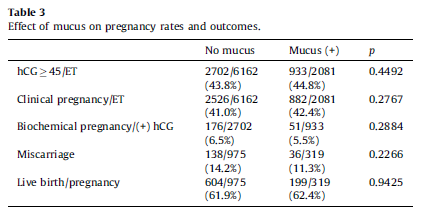 Table 3
Effect of mucus on pregnancy rates and outcomes.
No mucus Mucus (+) p
hCG ≥ 45/ET 2702/6162 933/2081 0.4492
(43.8%) (44.8%)
Clinical pregnancy/ET 2526/6162 882/2081 0.2767
(41.0%) (42.4%)
Biochemical pregnancy/(+) hCG 176/2702 51/933 0.2884
(6.5%) (5.5%)
Miscarriage 138/975 36/319 0.2266
(14.2%) (11.3%)
Live birth/pregnancy 604/975 199/319 0.9425
(61.9%) (62.4%)